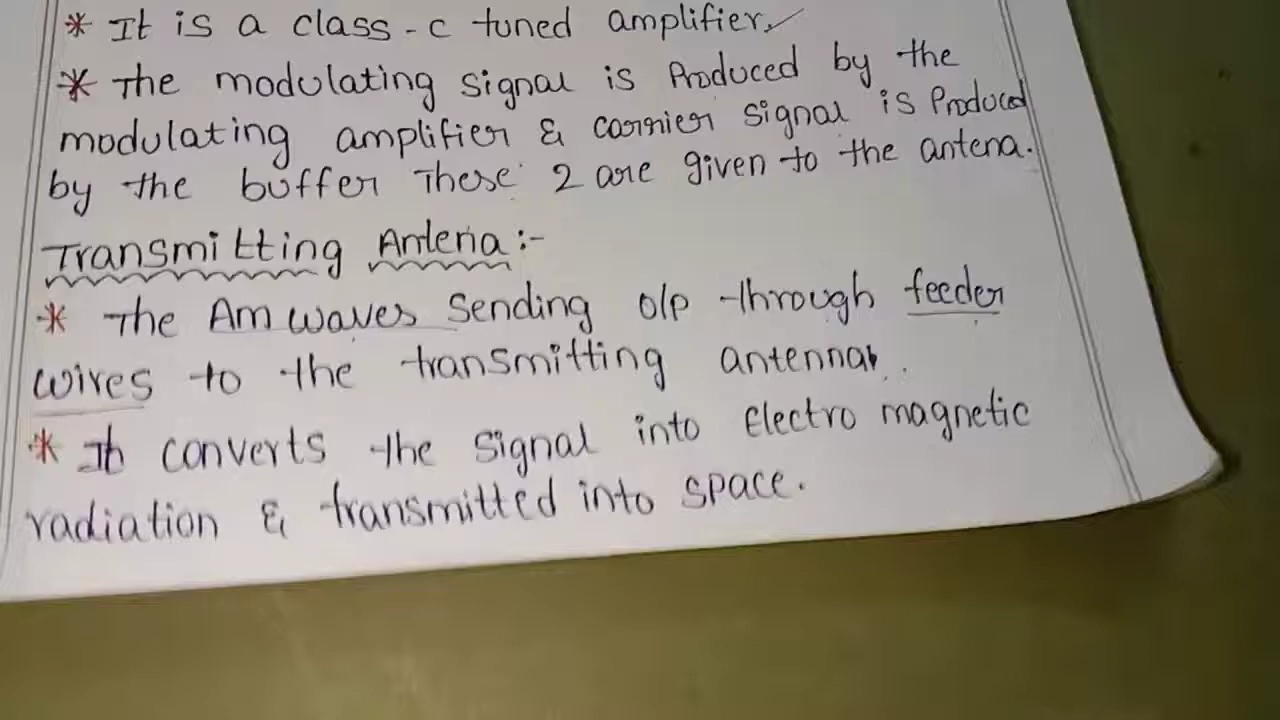 * It is a class-c tuned amplifier.
* The modulating signal is Produced by the
modulating amplifier & carrier signal is Produced
by the buffer These 2 are given to the antena.
Transmitting Antena:-
* The Am waves sending o/p through feeder
wires to the transmitting antenna.
* It converts the signal into Electro magnetic
radiation & transmitted into space.